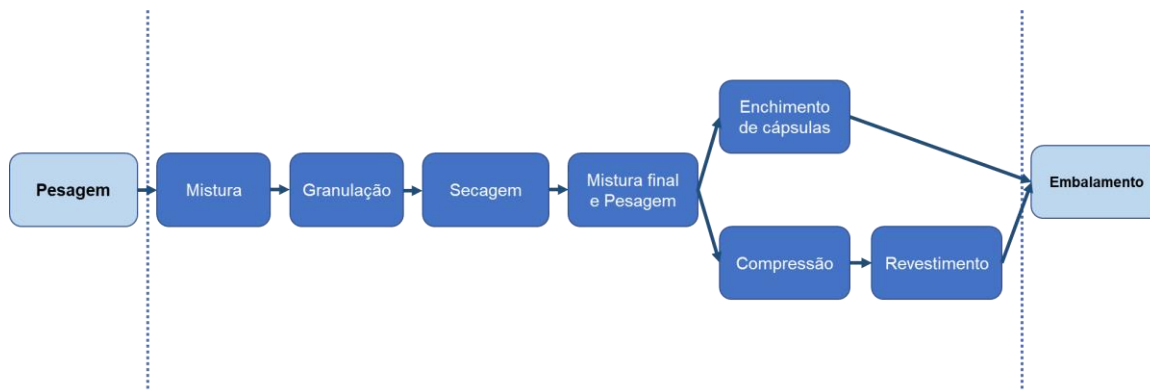 Pesagem
Mistura
Granulação
Secagem
Mistura final
e Pesagem
Enchimento
de cápsulas
Compressão
Revestimento
Embalamento